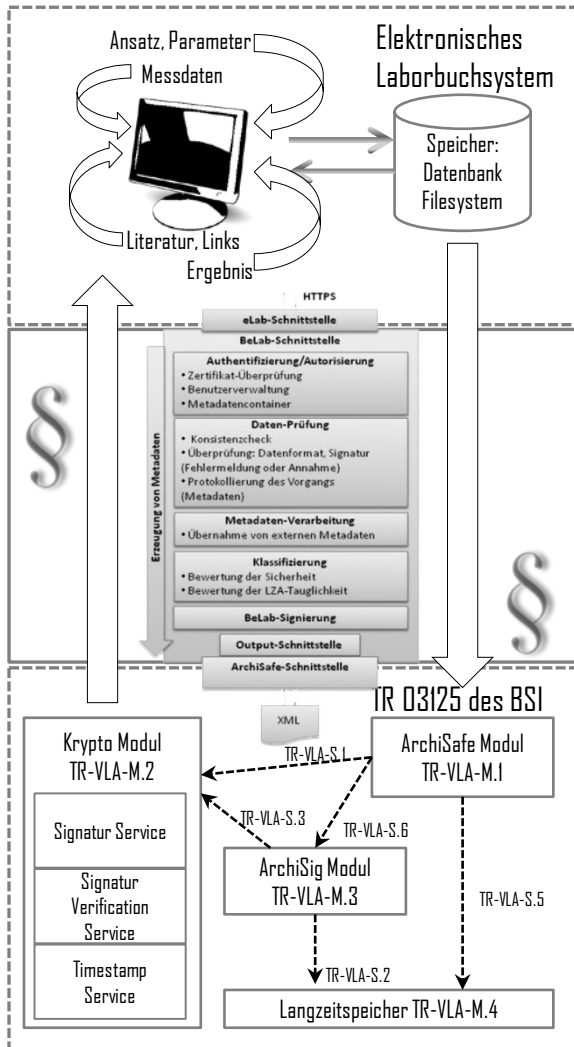 Ansatz, Parameter
Messdaten
Elektronisches
Laborbuchsystem
Speicher:
Datenbank
Filesystem
Literatur, Links
Ergebnis
HTTPS
eLab-Schnittstelle
BeLab-Schnittstelle
Erzeugung von Metadaten
Authentifizierung/Autorisierung
• Zertifikat-Überprüfung
• Benutzerverwaltung
• Metadatencontainer
Daten-Prüfung
• Konsistenzcheck
• Überprüfung: Datenformat, Signatur
(Fehlermeldung oder Annahme)
• Protokollierung des Vorgangs
(Metadaten)
Metadaten-Verarbeitung
• Übernahme von externen Metadaten
Klassifizierung
• Bewertung der Sicherheit
• Bewertung der LZA-Tauglichkeit
BeLab-Signierung
Output-Schnittstelle
ArchiSafe-Schnittstelle
§
§
XML
TR 03125 des BSI
Krypto Modul
TR-VLA-M.2
Signatur Service
Signatur
Verification
Service
Timestamp
Service
TR-VLA-S.1
ArchiSafe Modul
TR-VLA-M.1
TR-VLA-S.3
TR-VLA-S.6
ArchiSig Modul
TR-VLA-M.3
TR-VLA-S.5
TR-VLA-S.2
Langzeitspeicher TR-VLA-M.4